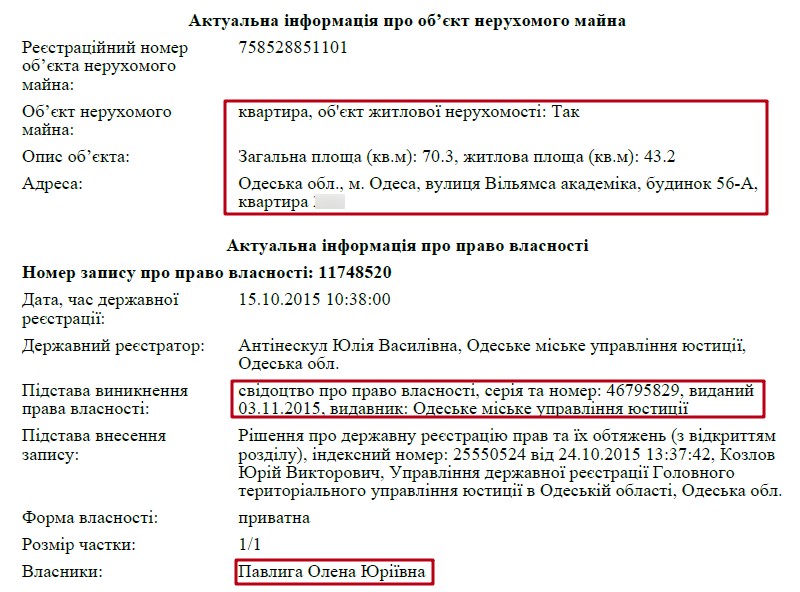 Актуальна інформація про об’єкт нерухомого майна
Реєстраційний номер
об’єкта нерухомого
майна:
758528851101
Об’єкт нерухомого
майна:
квартира, об'єкт житлової нерухомості: Так
Опис об’єкта:
Загальна площа (кв.м): 70.3, житлова площа (кв.м): 43.2
Адреса:
Одеська обл., м. Одеса, вулиця Вільямса академіка, будинок 56-А,
квартира
Актуальна інформація про право власності
Номер запису про право власності: 11748520
Дата, час державної
реєстрації:
15.10.2015 10:38:00
Державний реєстратор:
Антінескул Юлія Василівна, Одеське міське управління юстиції,
Одеська обл.
Підстава виникнення
права власності:
свідоцтво про право власності, серія та номер: 46795829, виданий
03.11.2015, видавник: Одеське міське управління юстиції
Підстава внесення
запису:
Рішення про державну реєстрацію прав та їх обтяжень (з відкриттям
розділу), індексний номер: 25550524 від 24.10.2015 13:37:42, Козлов
Юрій Викторович, Управління державної реєстрації Головного
територіального управління юстиції в Одеській області, Одеська обл.
Форма власності:
приватна
Розмір частки:
1/1
Власники:
Павлига Олена Юріївна